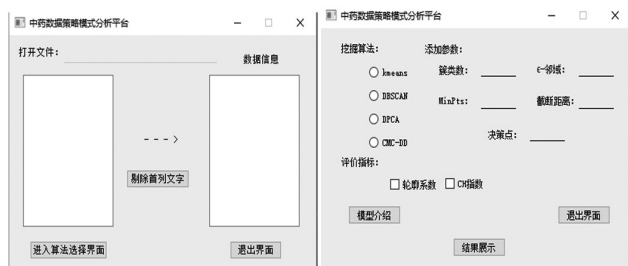 中药数据策略模式分析平台
打开文件：
数据信息
--->
剔除首列文字
进入算法选择界面
退出界面
中药数据策略模式分析平台
挖掘算法：
添加参数：
kmeans
簇类数：
ϵ-邻域：
DBSCAN
MinPts：
截断距离：
DPCA
CMC-DD
决策点：
评价指标：
轮廓系数
CH指数
模型介绍
退出界面
结果展示